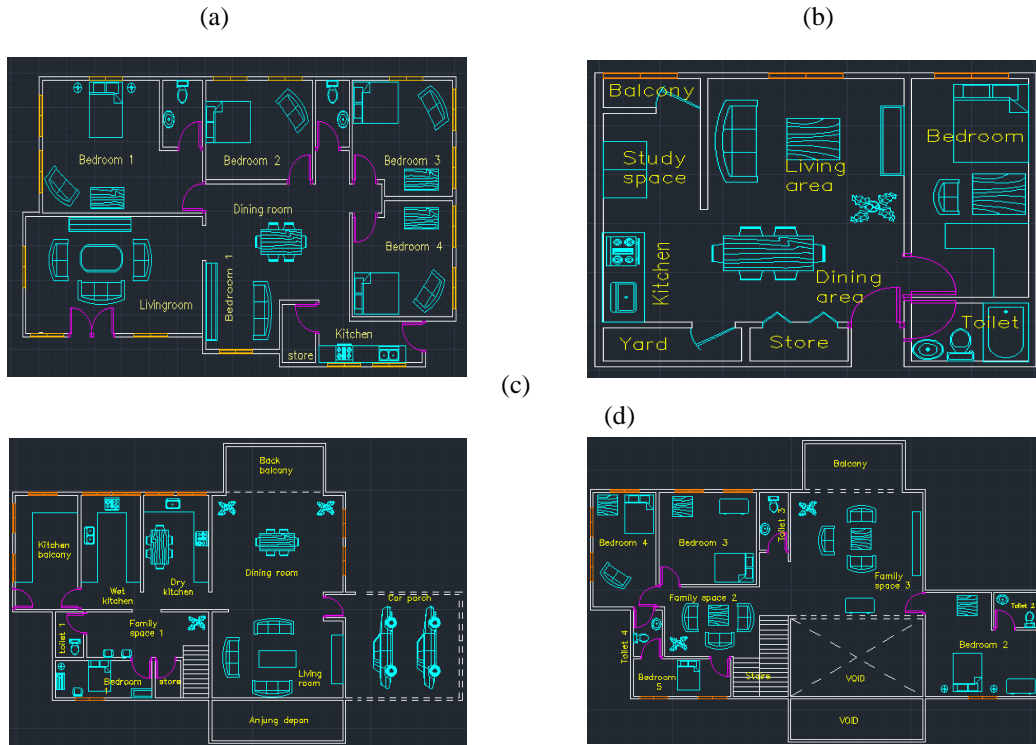 (a)
(b)
Bedroom 1
Bedroom 2
Bedroom 3
Dining room
Bedroom 4
Livingroom
Bedroom 1
Kitchen
store
Balcony
Bedroom
Study
space
Living
area
Kitchen
Dining
area
Toilet
Yard
Store
(c)
(d)
Back
balcony
Kitchen
balcony
Wet
kitchen
Dry
kitchen
Dining room
Car porch
toilet 1
Family
space 1
Bedroom
1
store
Living
room
Anjung depan
Balcony
Bedroom 4
Bedroom 3
Toilet 3
Family
space 3
Family space 2
Toilet 2
Toilet 4
Bedroom 2
Bedroom
5
Stairs
VOID
VOID